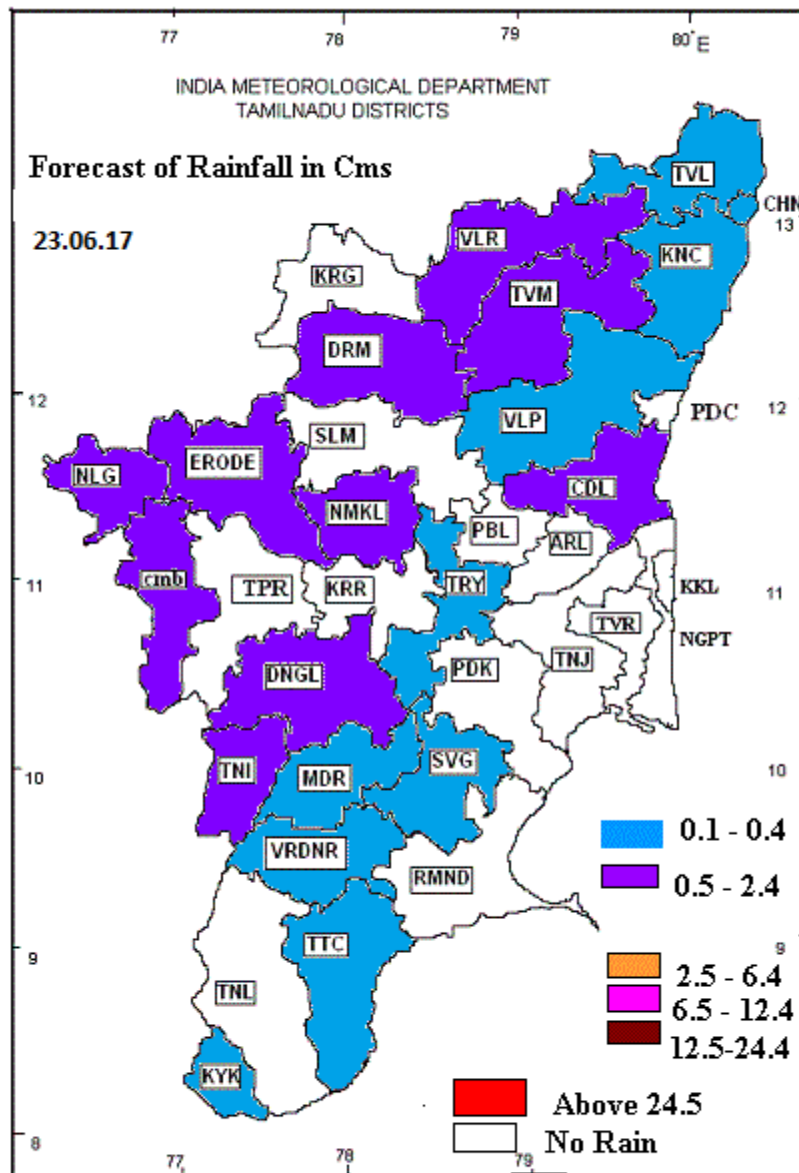 77 78 79 80°E
INDIA METEOROLOGICAL DEPARTMENT
TAMILNADU DISTRICTS
Forecast of Rainfall in Cms
TVL
CHN
13
23.06.17
VLR
KNC
KRG
TVM
DRM
12
PDC
12
VLP
SLM
ERODE
NLG
CDL
NMKL
PBL
ARL
11
cmb
TPR
KRR
TRY
KKL
11
TVR
NGPT
DNGL
PDK
TNJ
10
TNI
MDR
SVG
10
0.1 - 0.4
VRDNR
RMND
0.5 - 2.4
9
TTC
9
2.5 - 6.4
TNL
6.5 - 12.4
12.5-24.4
KYK
Above 24.5
No Rain
8
77 78 79